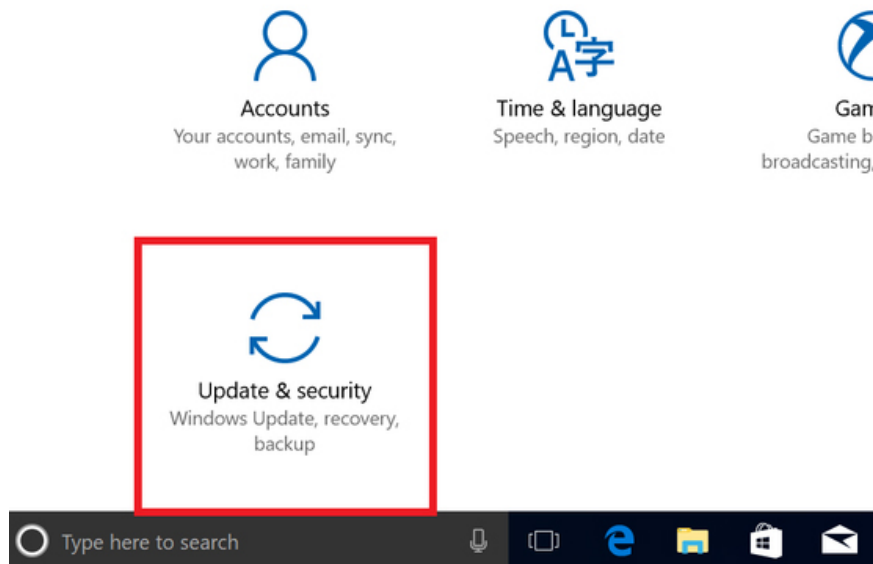 Accounts
Your accounts, email, sync,
work, family
Time & language
Speech, region, date
Update & security
Windows Update, recovery,
backup
Type here to search